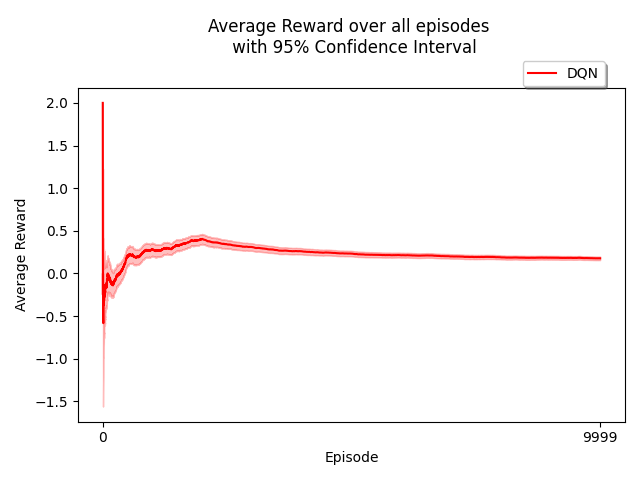 Average Reward over all episodes
with 95% Confidence Interval
DQN
2.0
1.5
1.0
0.5
0.0
−0.5
−1.0
−1.5
Average Reward
0
9999
Episode